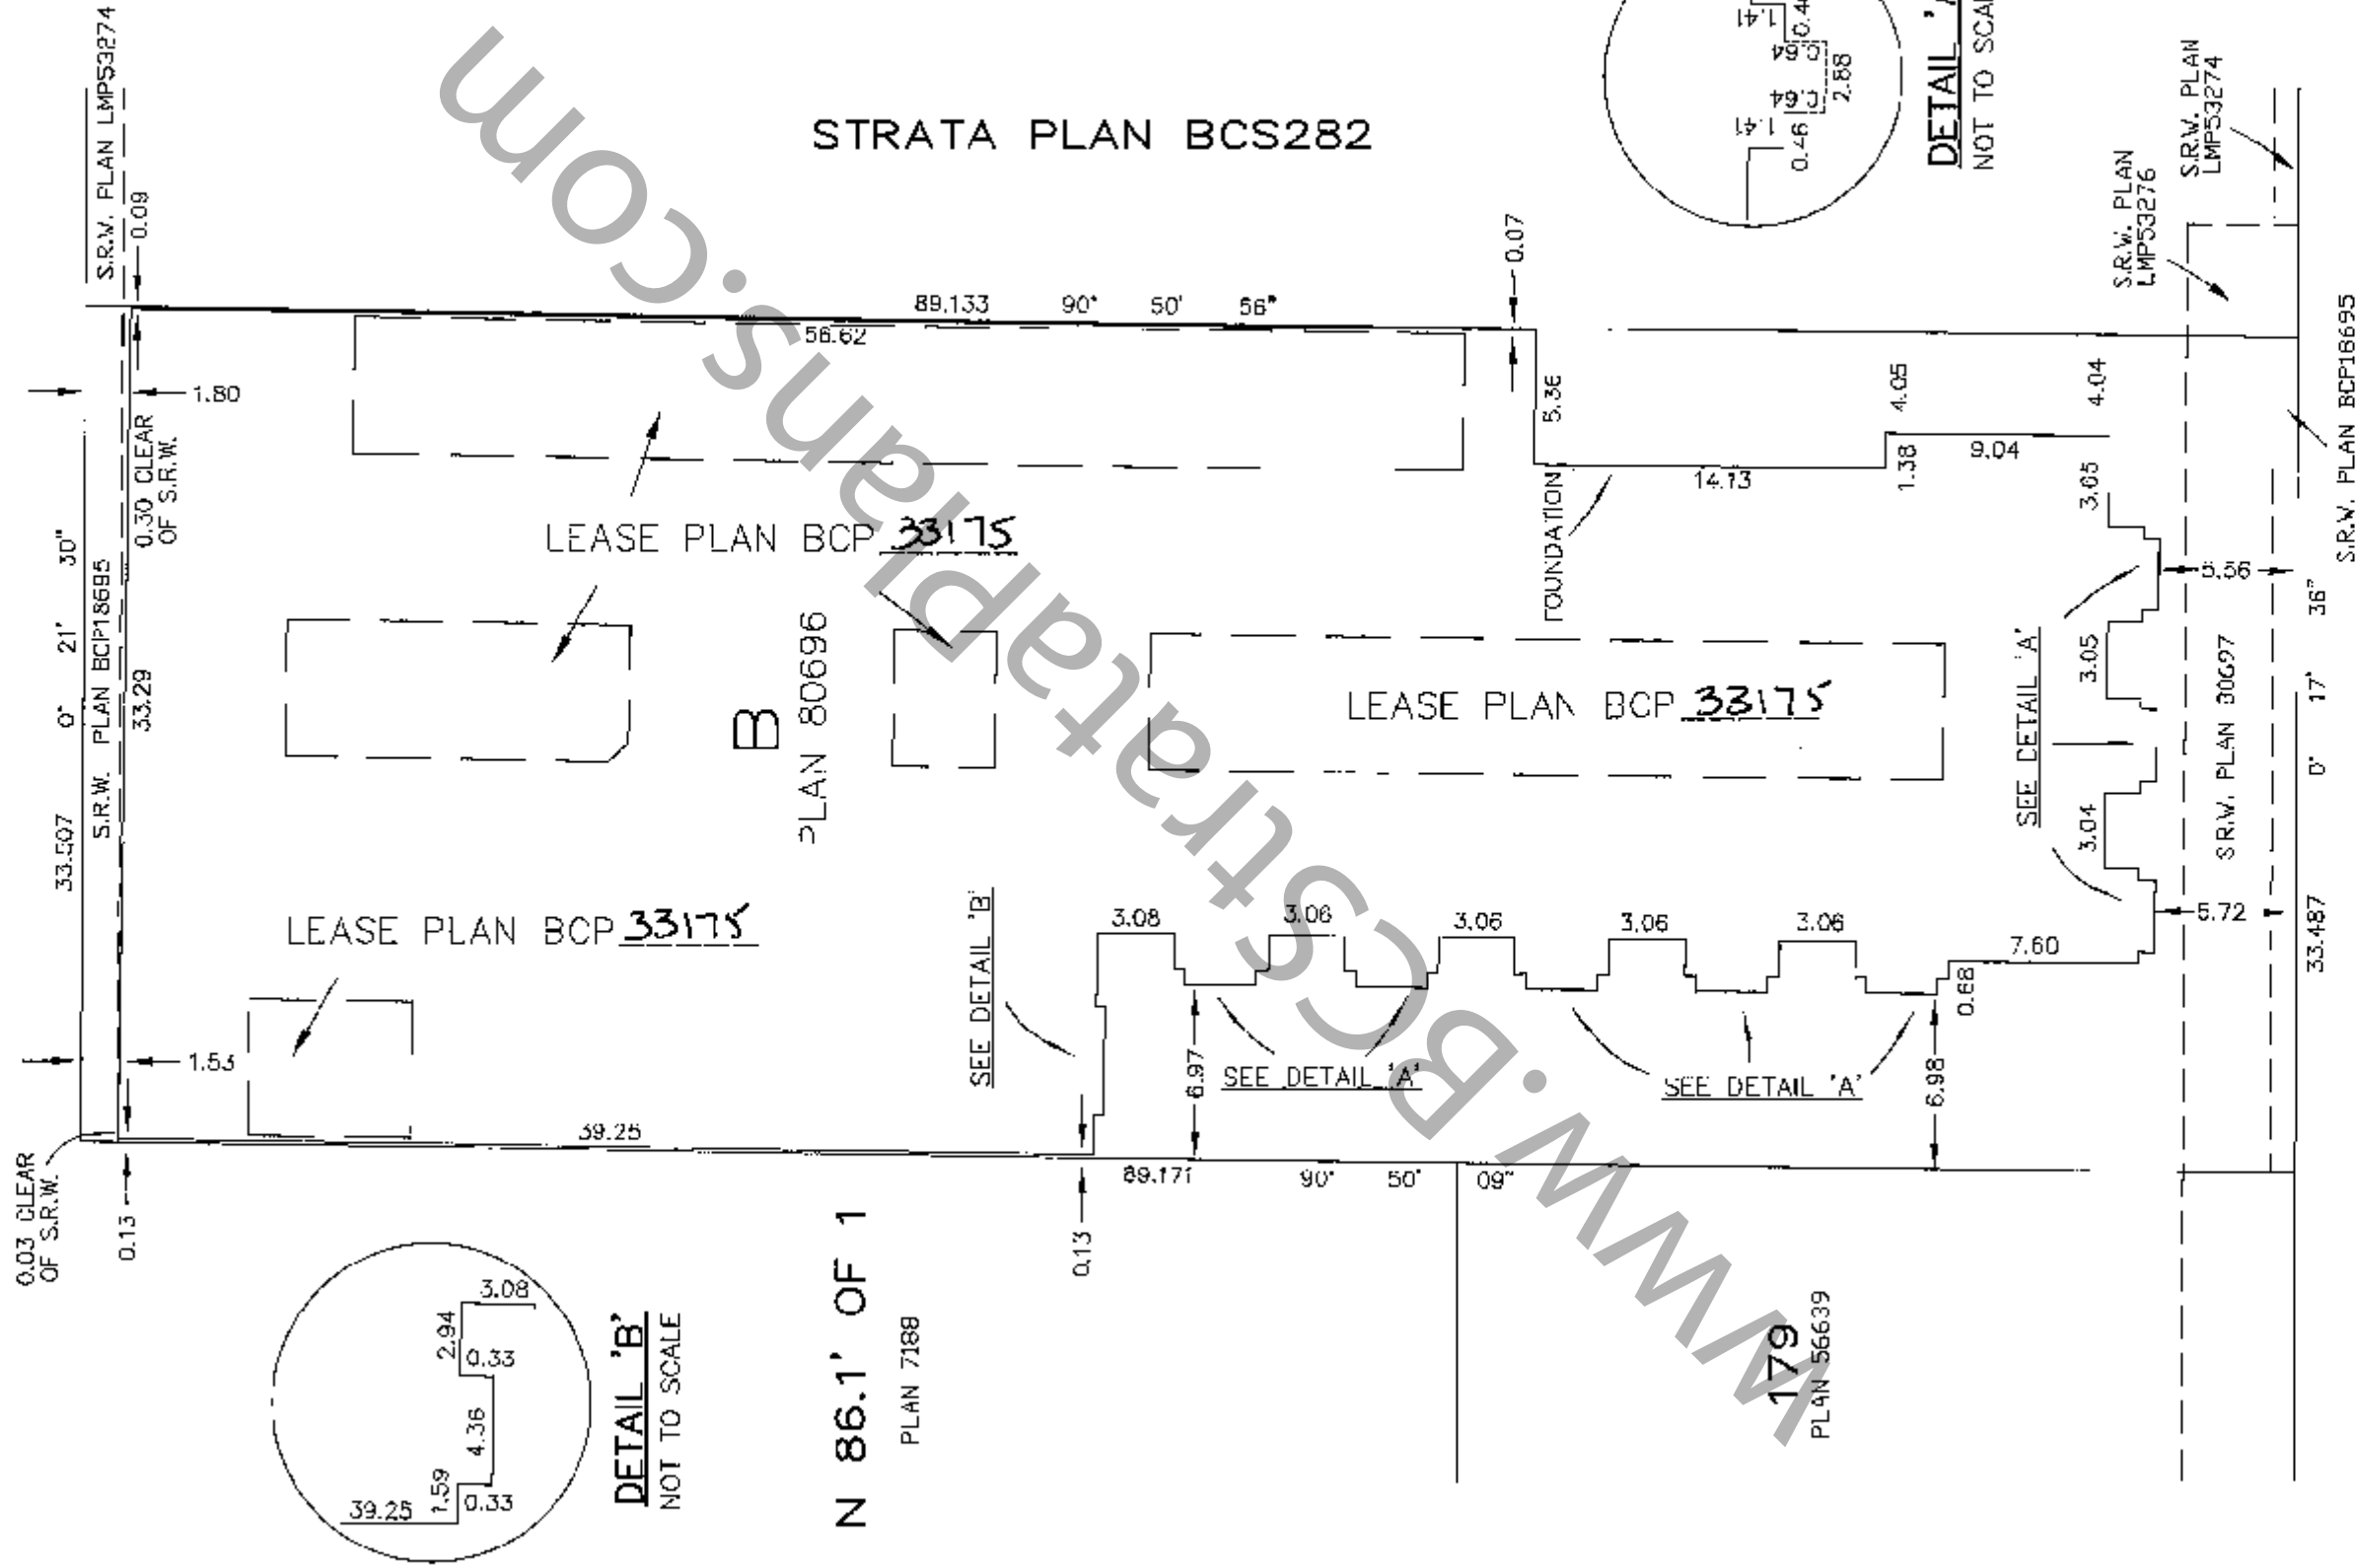 S.R.W. PLAN LMP53274
0.09
STRATA PLAN BCS282
1.41
0.64
0.64
1.41
2.88
0.46
DETAIL
NOT TO
S.R.W. PLAN
LMP53274
S.R.W. PLAN
LMP53276
S.R.W. PLAN BCP18695
89.133 90° 50' 56"
56.62
0.07
1.80
0.30 CLEAR
OF S.R.W.
5.36
4.05
4.04
14.73
1.38
9.04
3.65
FOUNDATION
LEASE PLAN BCP 33175
33.507 0° 21' 30"
S.R.W. PLAN BCP18695
33.29
B
PLAN 80696
LEASE PLAN BCP 33175
SEE DETAIL 'A'
3.05
5.56
3.04
S.R.W. PLAN 80697
5.72
33.487 0° 17' 36"
LEASE PLAN BCP 33175
1.53
SEE DETAIL 'B'
3.08
3.06
3.06
3.06
3.06
7.60
0.68
6.97
SEE DETAIL 'A'
SEE DETAIL 'A'
6.98
39.25
89.171 90° 50' 09"
0.03 CLEAR
OF S.R.W.
0.13
0.13
3.08
2.94
0.33
4.36
1.59
0.33
39.25
DETAIL 'B'
NOT TO SCALE
N 86.1' OF 1
PLAN 7188
179
PLAN 56639
www.BCStrataPlans.com